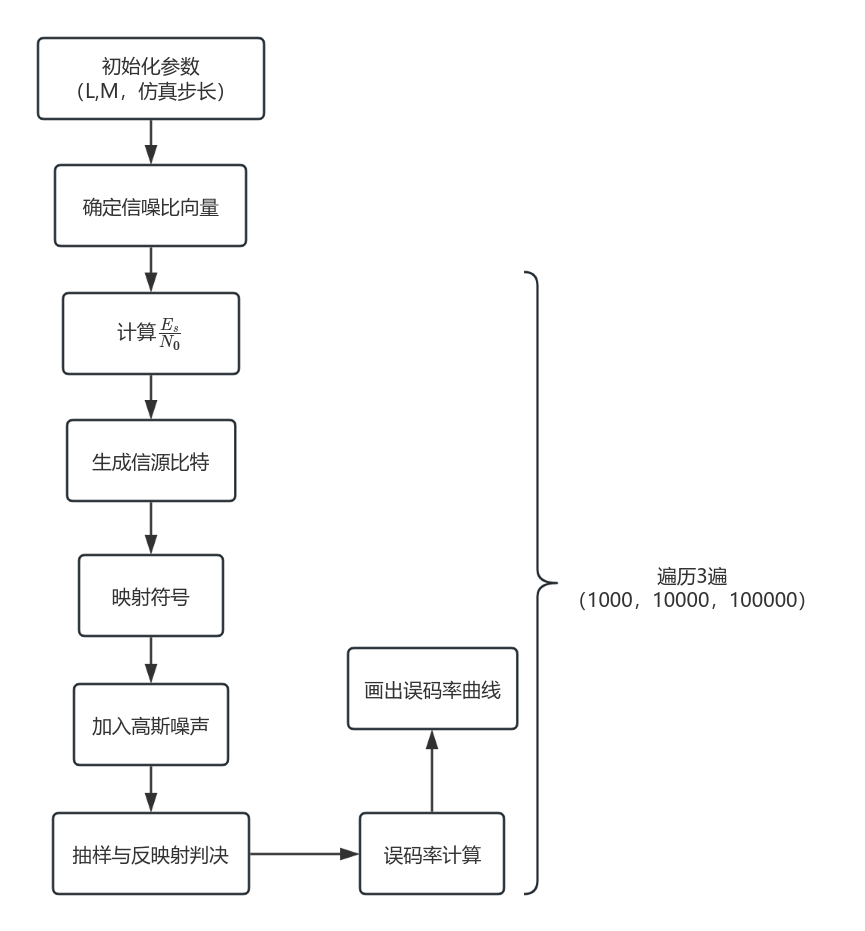 初始化参数
（L,M，仿真步长）
确定信噪比向量
计算 E_s/N_0
生成信源比特
映射符号
加入高斯噪声
抽样与反映射判决
误码率计算
画出误码率曲线
遍历3遍
（1000，10000，100000）